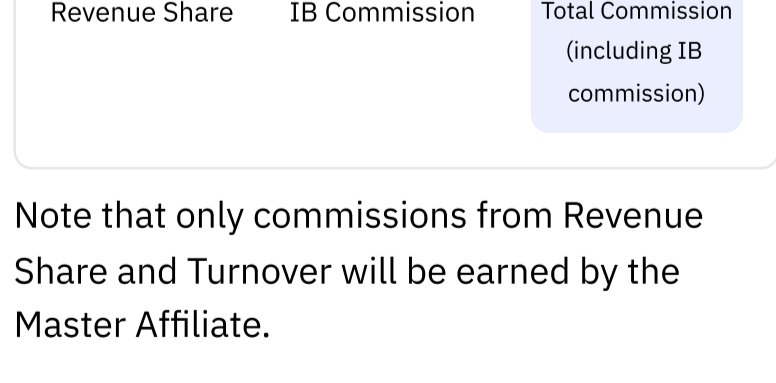 Revenue Share IB Commission Total Commission
(including IB
commission)
Note that only commissions from Revenue
Share and Turnover will be earned by the
Master Affiliate.